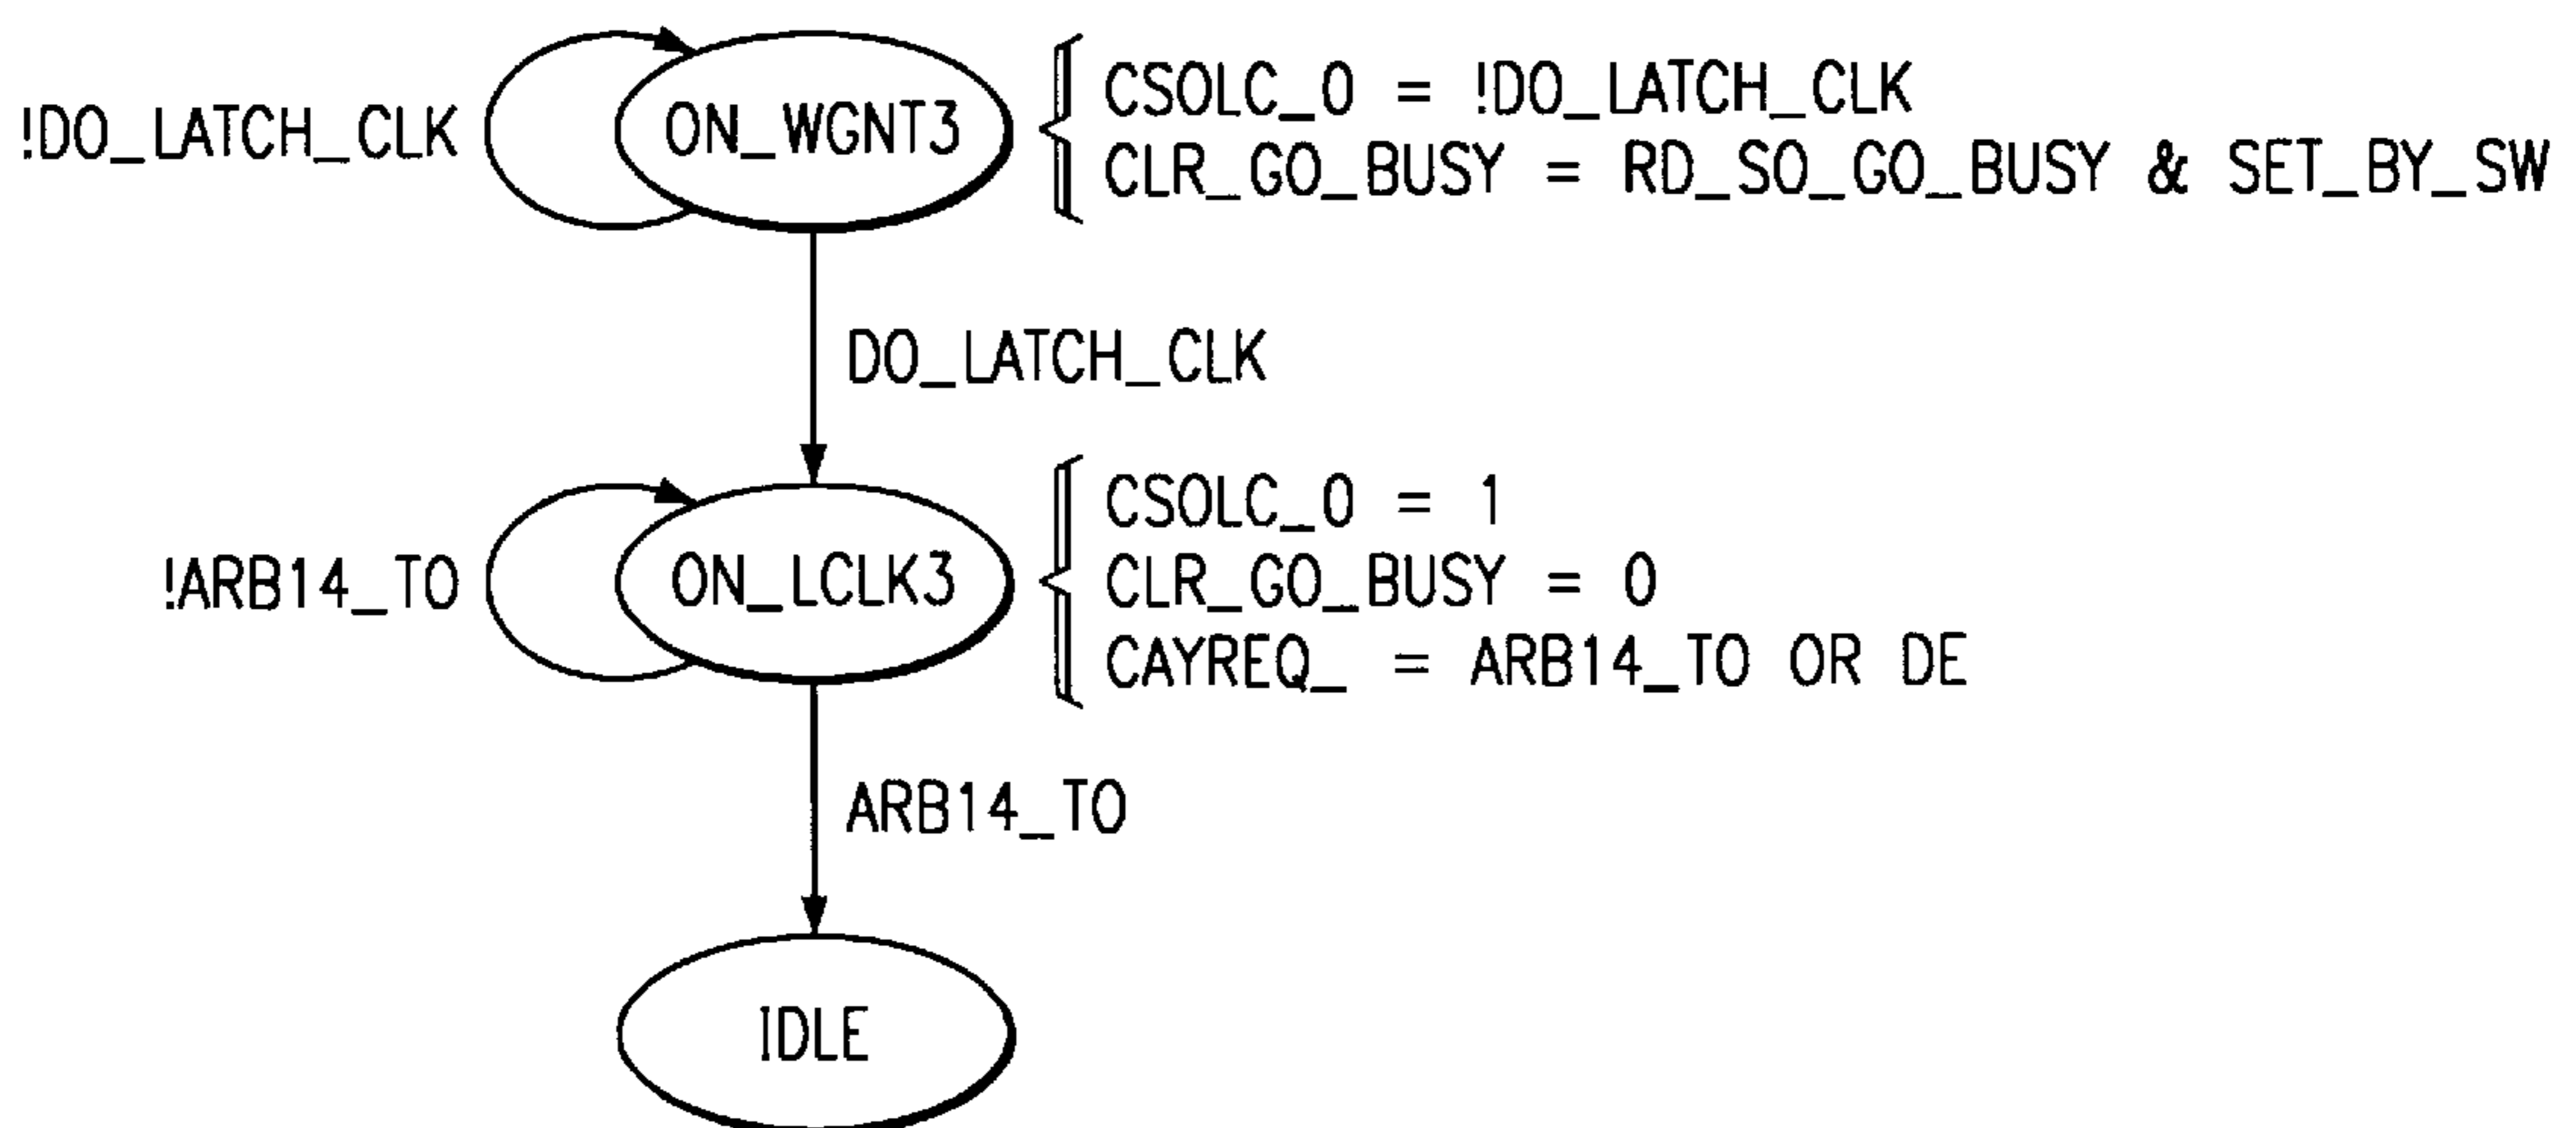 CSOLC_0 = !DO_LATCH_CLK
!DO_LATCH_CLK
ON_WGNT3
CLR_GO_BUSY = RD_SO_GO_BUSY & SET_BY_SW
DO_LATCH_CLK
CSOLC_0 = 1
!ARB14_TO
ON_LCLK3
CLR_GO_BUSY = 0
CAYREQ_ = ARB14_TO OR DE
ARB14_TO
IDLE